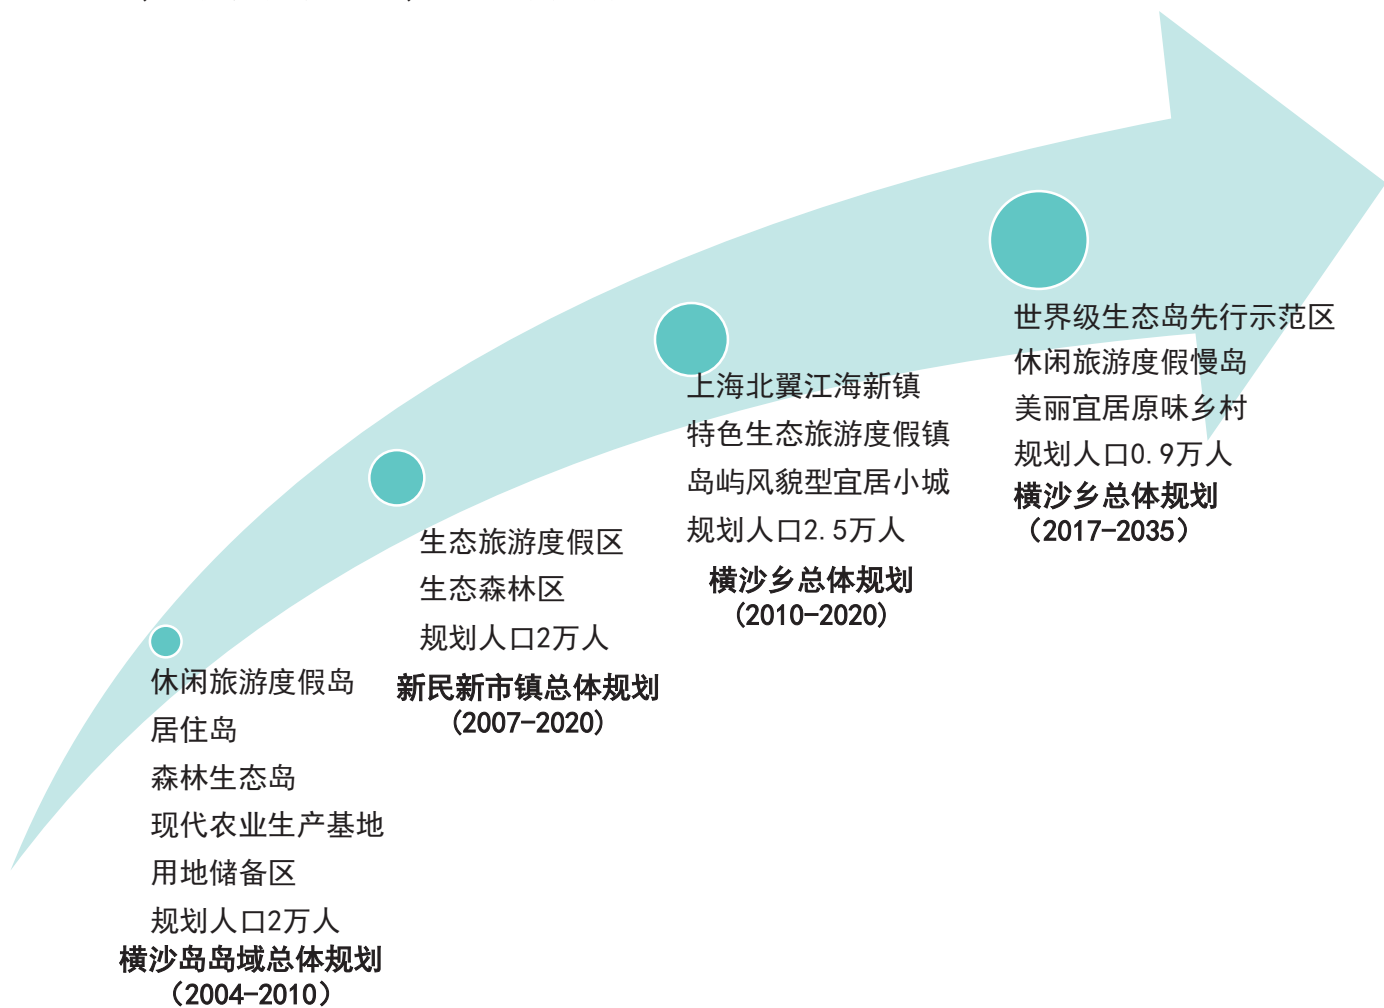 休闲旅游度假岛
居住岛
森林生态岛
现代农业生产基地
用地储备区
规划人口2万人
横沙岛岛域总体规划
（2004-2010）
生态旅游度假区
生态森林区
规划人口2万人
新民新市镇总体规划
(2007-2020)
上海北翼江海新镇
特色生态旅游度假镇
岛屿风貌型宜居小城
规划人口2.5万人
横沙乡总体规划
(2010-2020)
世界级生态岛先行示范区
休闲旅游度假慢岛
美丽宜居原味乡村
规划人口0.9万人
横沙乡总体规划
（2017-2035）